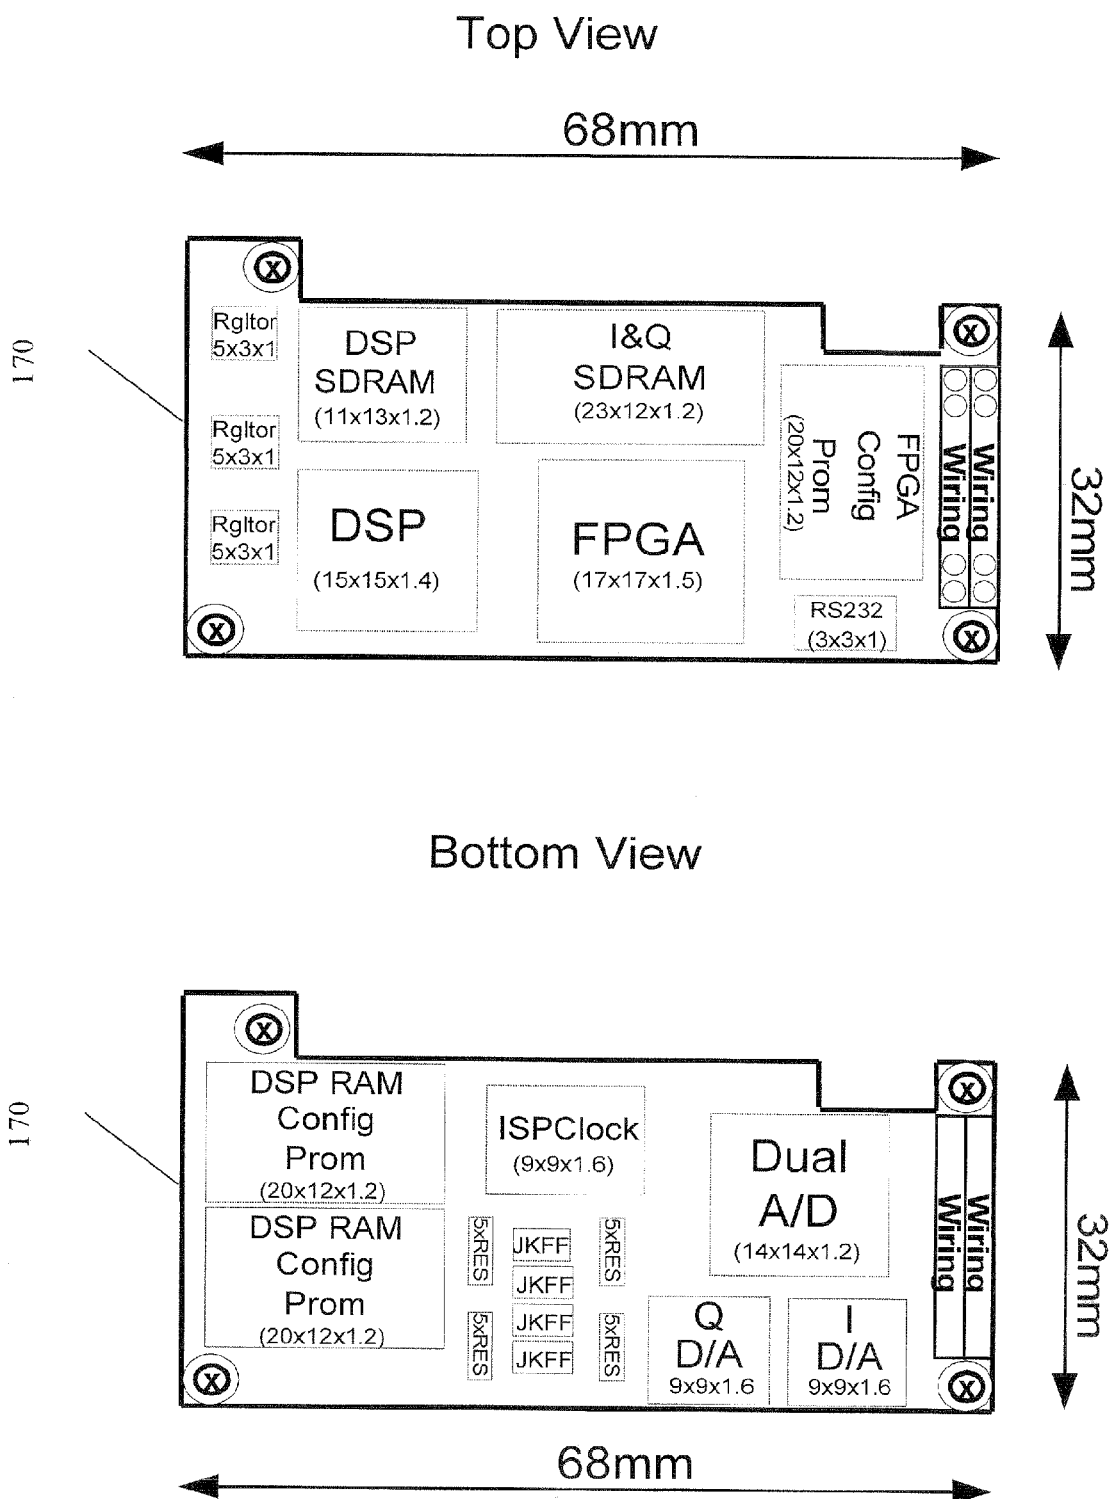 Top View
68mm
170
Rgltor
5x3x1
Rgltor
5x3x1
Rgltor
5x3x1
DSP
SDRAM
(11x13x1.2)
I&Q
SDRAM
(23x12x1.2)
DSP
(15x15x1.4)
FPGA
(17x17x1.5)
FPGA
Config
Prom
(20x12x1.2)
RS232
(3x3x1)
Wiring
Wiring
32mm
X
X
X
X
Bottom View
170
X
X
X
X
DSP RAM
Config
Prom
(20x12x1.2)
DSP RAM
Config
Prom
(20x12x1.2)
ISPClock
(9x9x1.6)
5xRES
5xRES
JKFF
JKFF
JKFF
JKFF
5xRES
5xRES
Dual
A/D
(14x14x1.2)
Q
D/A
9x9x1.6
I
D/A
9x9x1.6
Wiring
Wiring
32mm
68mm